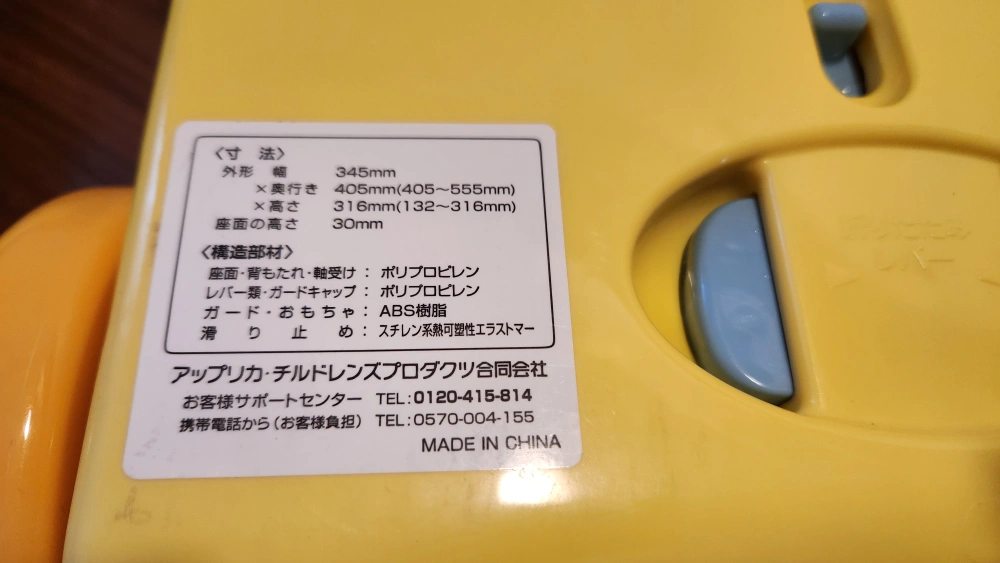 〈寸 法〉
外形 幅 345mm
×奥行き 405mm(405〜555mm)
×高さ 316mm(132〜316mm)
座面の高さ 30mm
〈構造部材〉
座面・背もたれ・軸受け : ポリプロピレン
レバー類・ガードキャップ : ポリプロピレン
ガード・おもちゃ : ABS樹脂
滑り止め : スチレン系熱可塑性エラストマー
アップリカ・チルドレンズプロダクツ合同会社
お客様サポートセンター TEL:0120-415-814
携帯電話から(お客様負担) TEL:0570-004-155
MADE IN CHINA
レバー